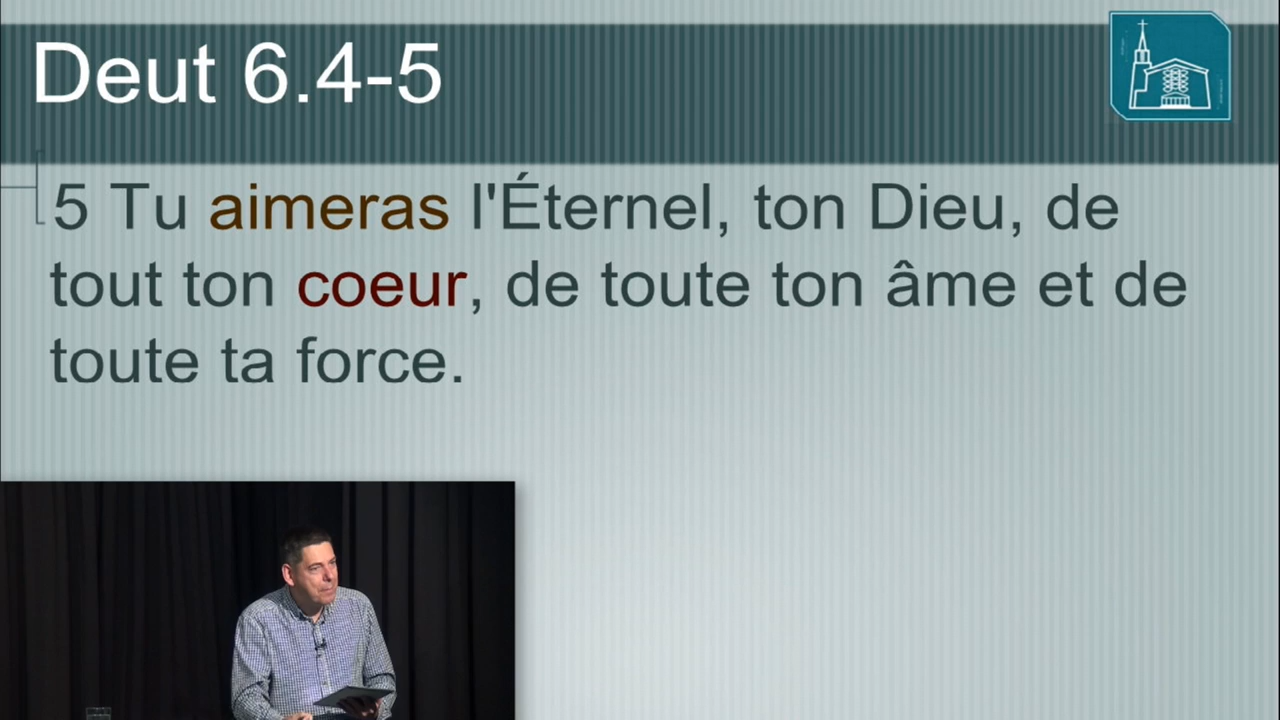 Deut 6.4-5
5 Tu aimeras l'Éternel, ton Dieu, de
tout ton coeur, de toute ton âme et de
toute ta force.